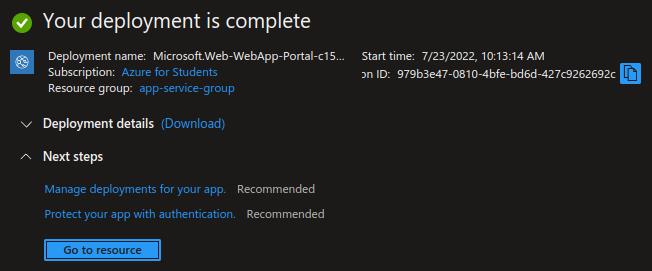 Your deployment is complete
Deployment name: Microsoft.Web-WebApp-Portal-c15...
Start time: 7/23/2022, 10:13:14 AM
Subscription: Azure for Students
on ID: 979b3e47-0810-4bfe-bd6d-427c9262692c
Resource group: app-service-group
Deployment details (Download)
Next steps
Manage deployments for your app. Recommended
Protect your app with authentication. Recommended
Go to resource